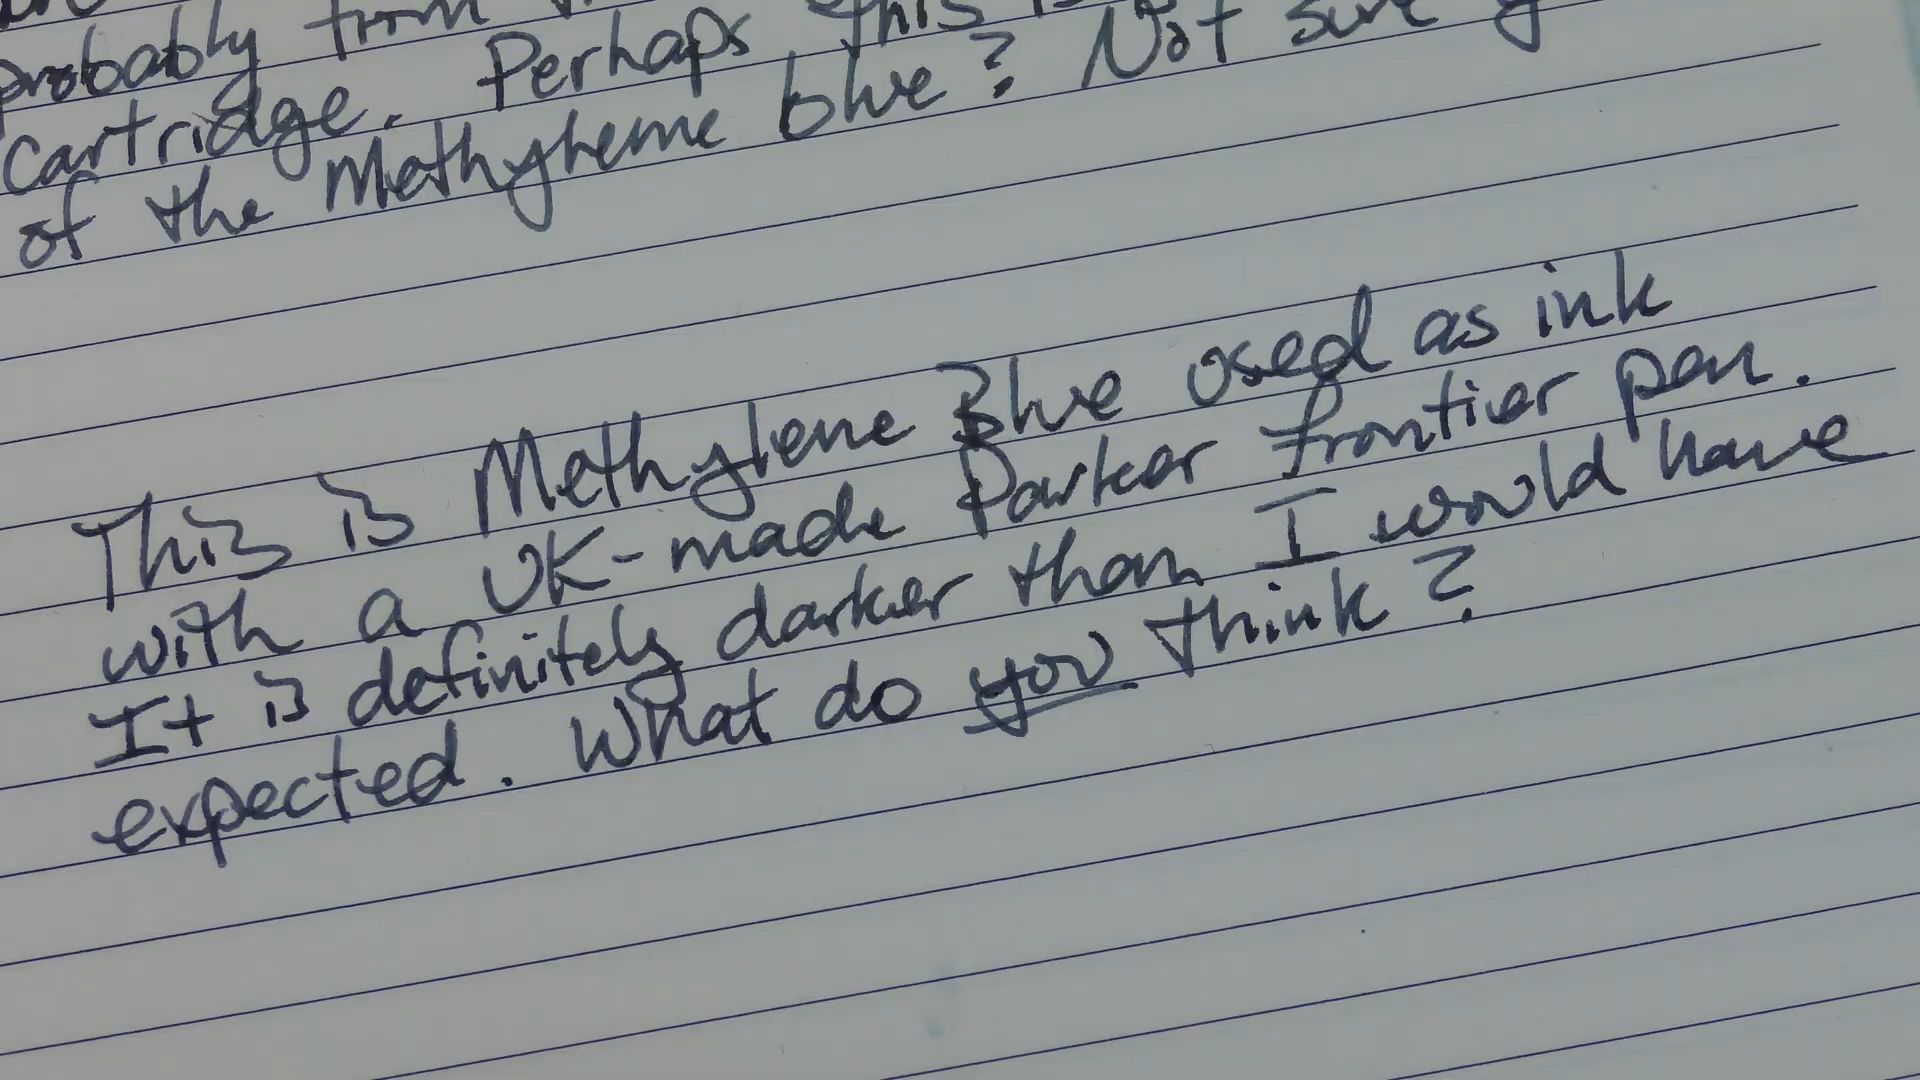 probably from
cartridge. Perhaps this
of the Methylene blue? Not sure
This is Methylene Blue used as ink
with a UK-made Parker Frontier pen.
It is definitely darker than I would have
expected. What do you think?